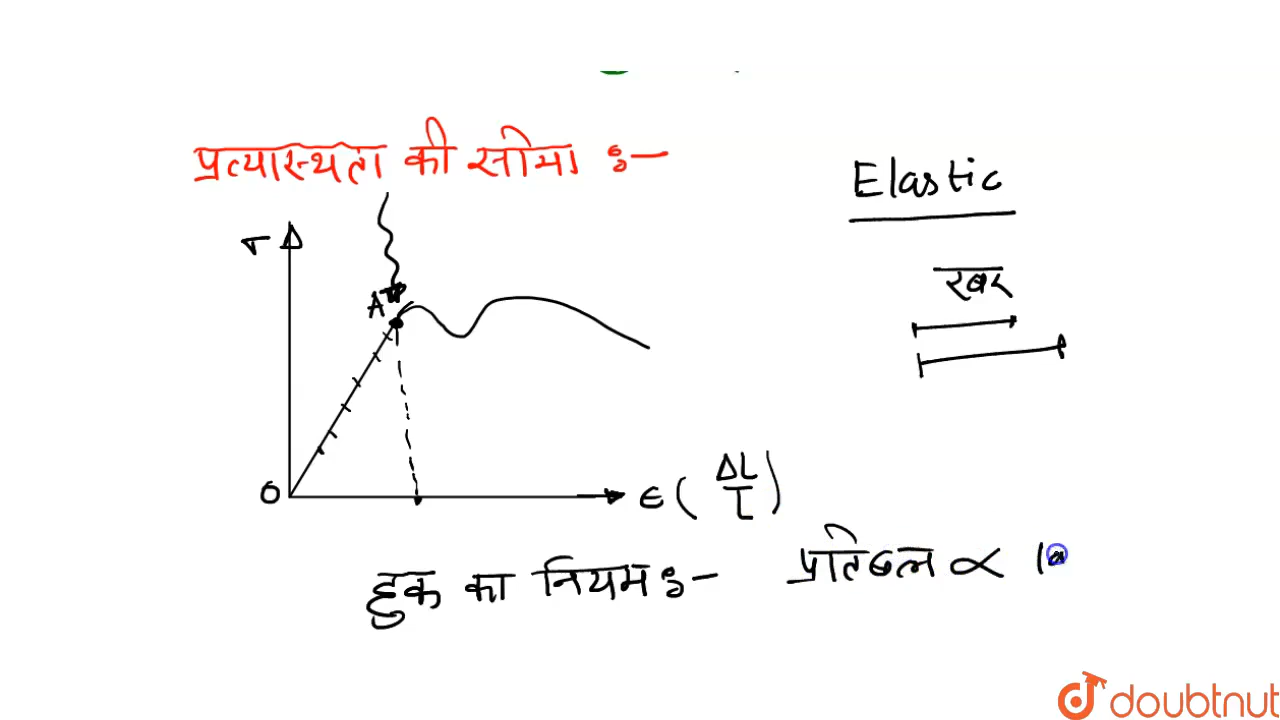 प्रत्यास्थता की सीमा :-
Elastic
रबर
σ
A
O
ε ( ΔL/L )
हुक का नियम :- प्रतिबल ∝
doubtnut